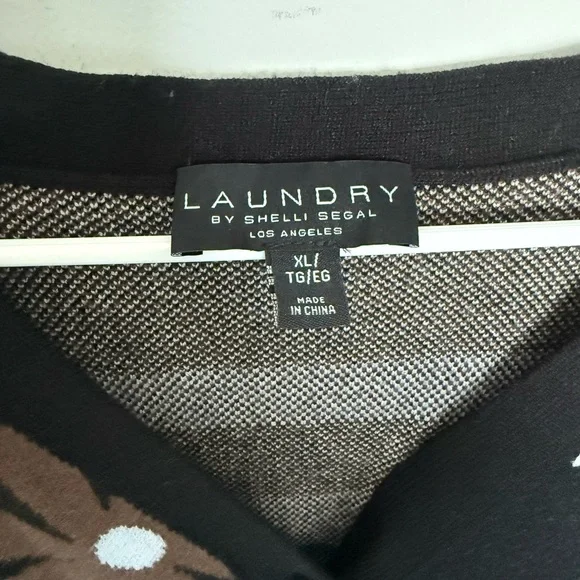 LAUNDRY
BY SHELLI SEGAL
LOS ANGELES
XL/
TG/EG
MADE
IN CHINA